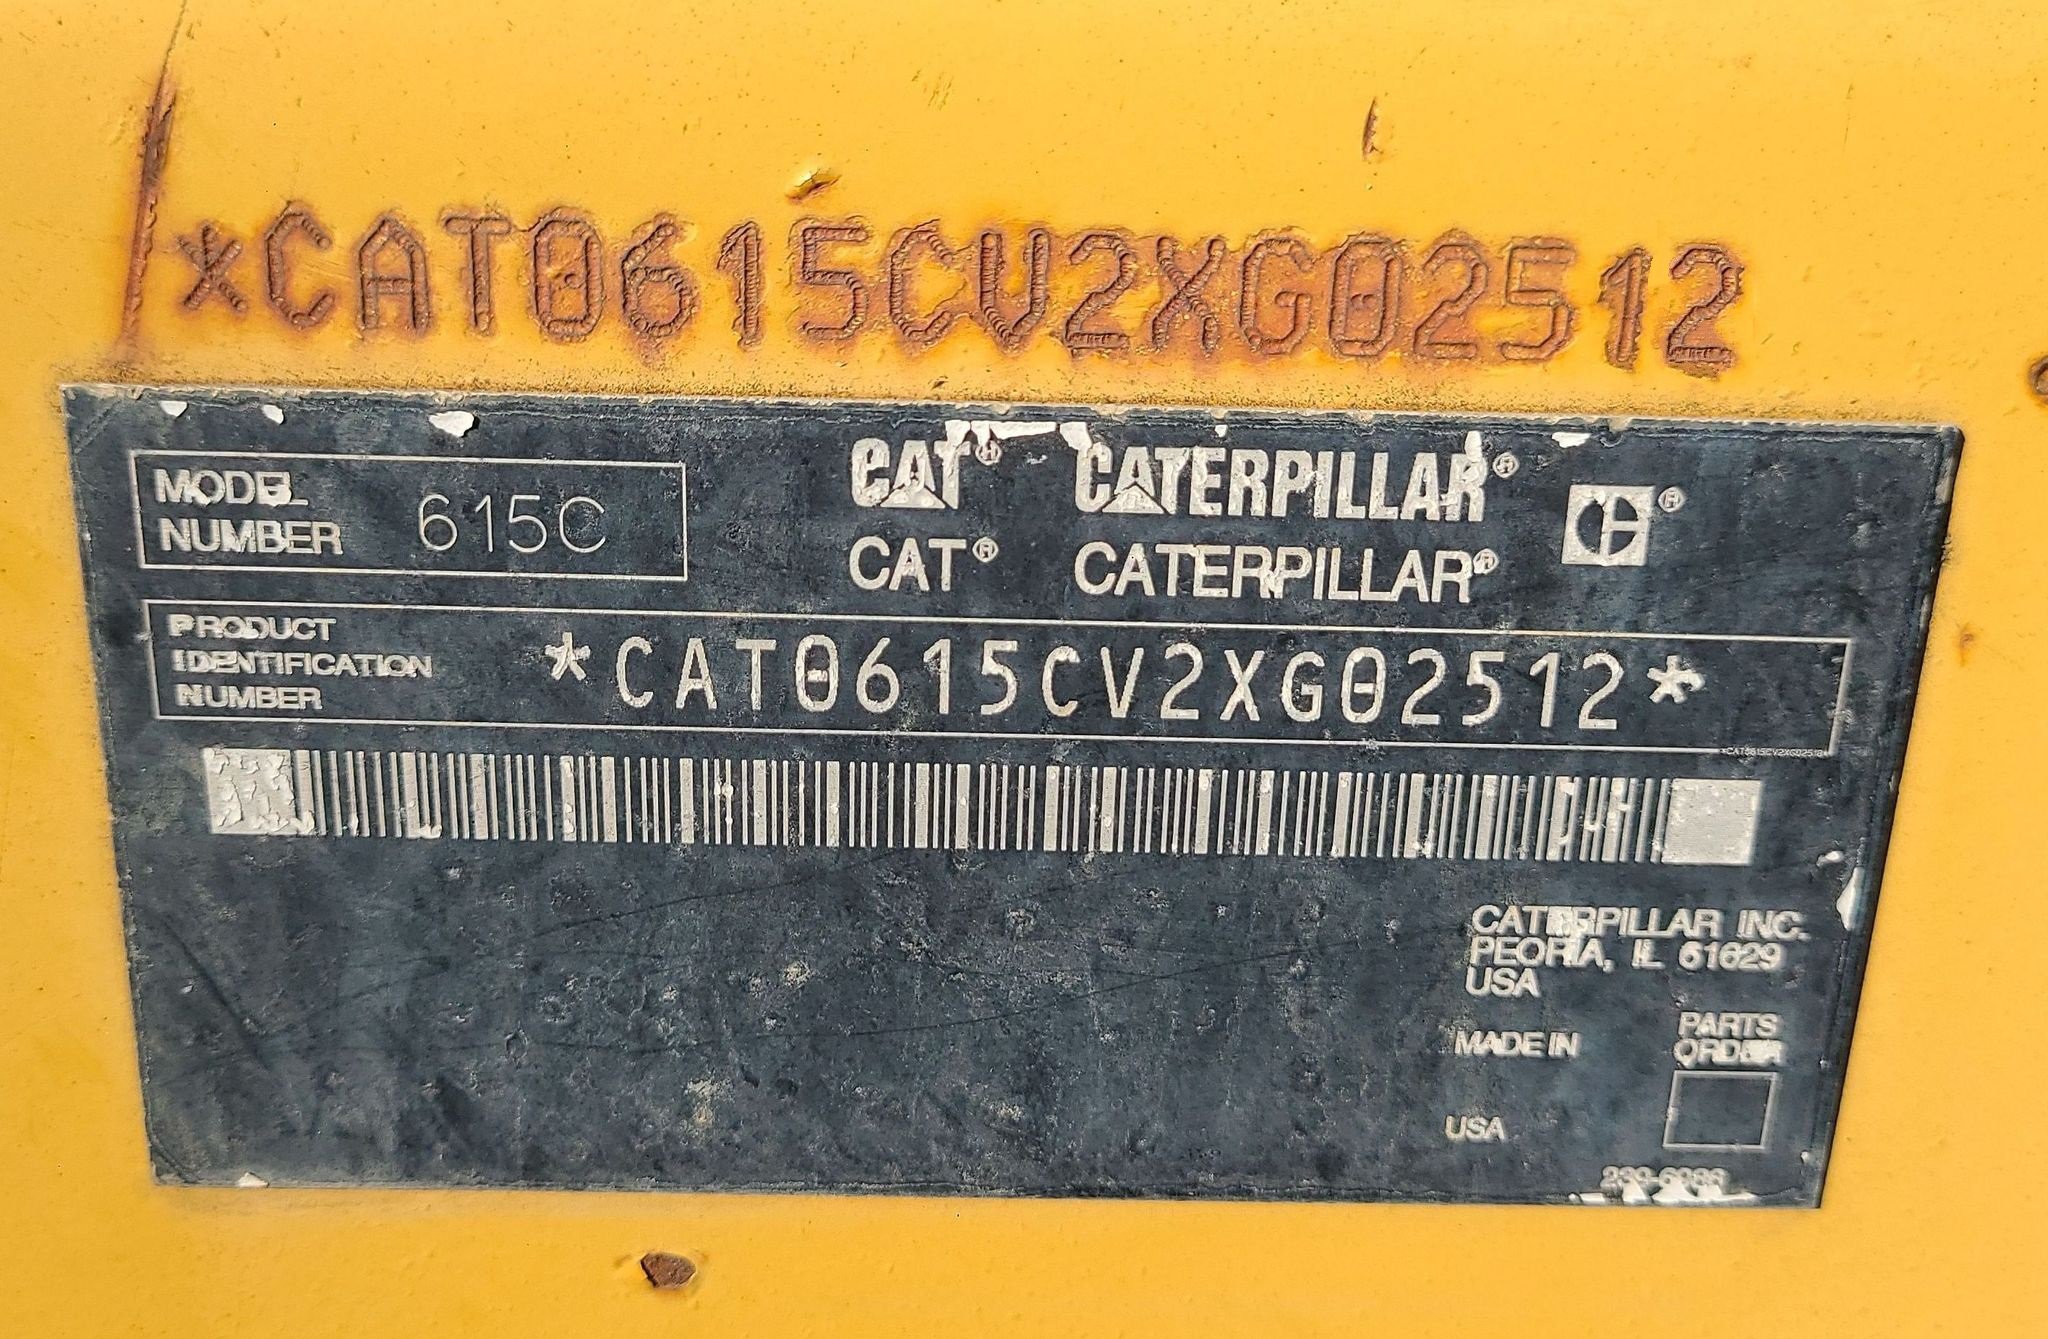 *CAT0615CV2XG02512
MODEL
NUMBER 615C
CAT® CATERPILLAR® C®
CAT® CATERPILLAR®
PRODUCT
IDENTIFICATION
NUMBER
*CAT0615CV2XG02512*
*CAT0615CV2XG02512*
CATERPILLAR INC.
PEORIA, IL 61629
USA
MADE IN
USA
PARTS
ORDER